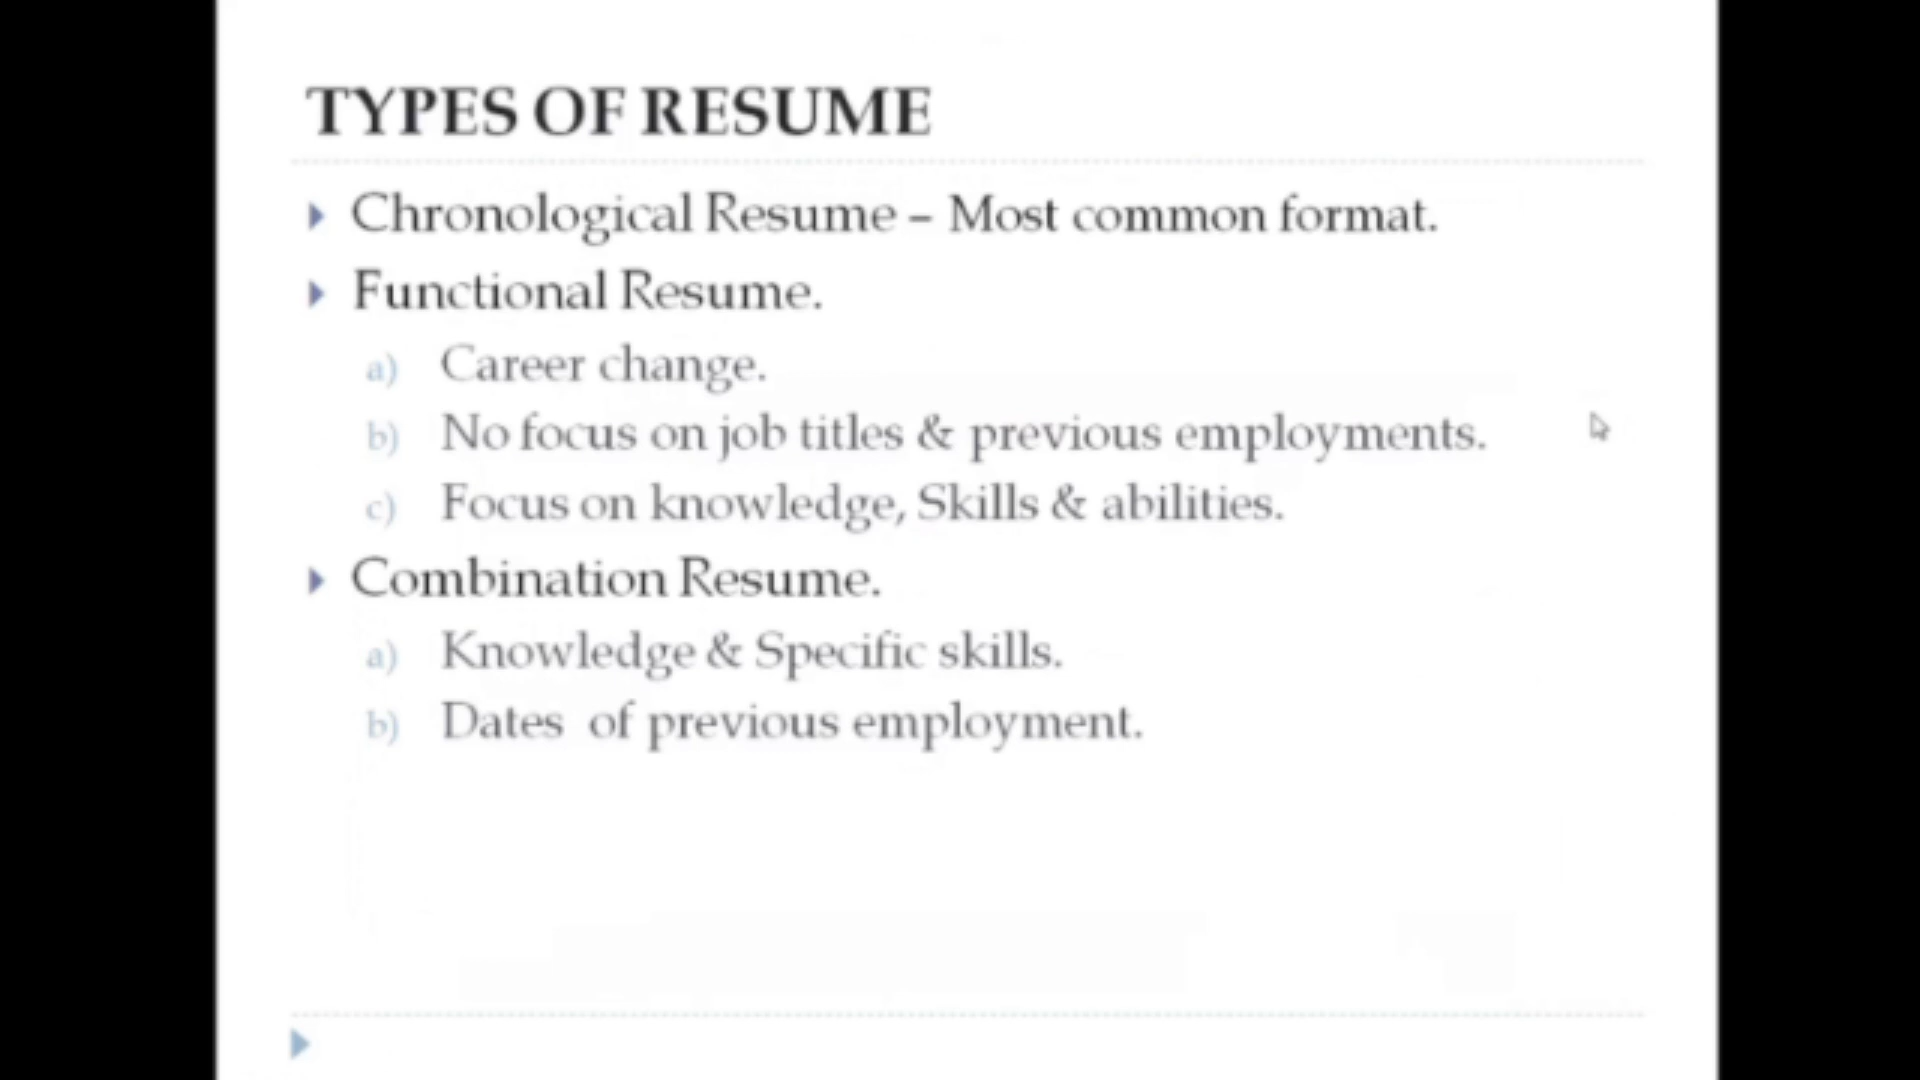 TYPES OF RESUME
Chronological Resume – Most common format.
Functional Resume.
a) Career change.
b) No focus on job titles & previous employments.
c) Focus on knowledge, Skills & abilities.
Combination Resume.
a) Knowledge & Specific skills.
b) Dates of previous employment.